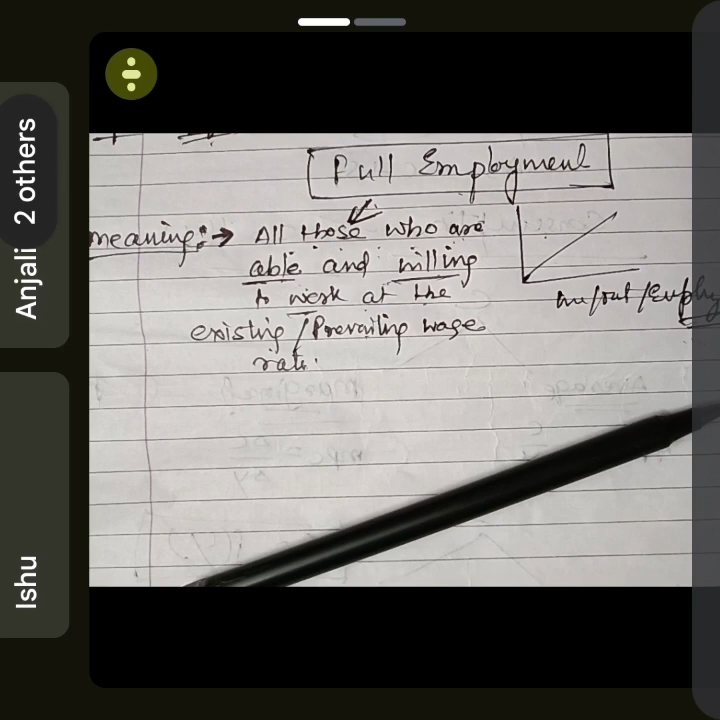 Anjali 2 others
Ishu
Full Employment
meaning:→ All those who are
able and willing
to work at the
existing / Prevailing wage
rate.